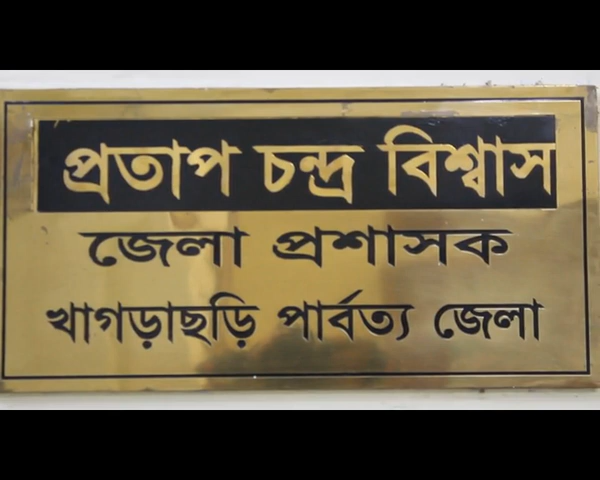 প্রতাপ চন্দ্র বিশ্বাস
জেলা প্রশাসক
খাগড়াছড়ি পার্বত্য জেলা